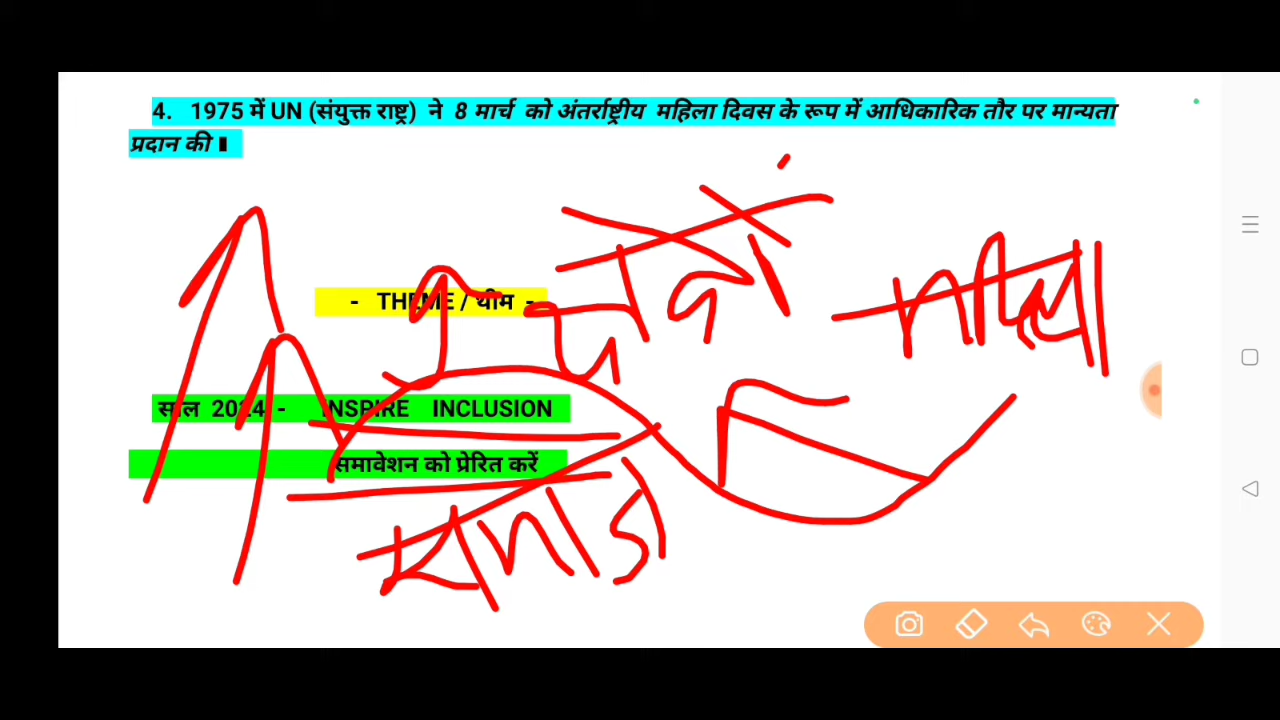 4. 1975 में UN (संयुक्त राष्ट्र) ने 8 मार्च को अंतर्राष्ट्रीय महिला दिवस के रूप में आधिकारिक तौर पर मान्यता
प्रदान की ▮
- THEME / थीम -
साल 2024 - INSPIRE INCLUSION
समावेशन को प्रेरित करें